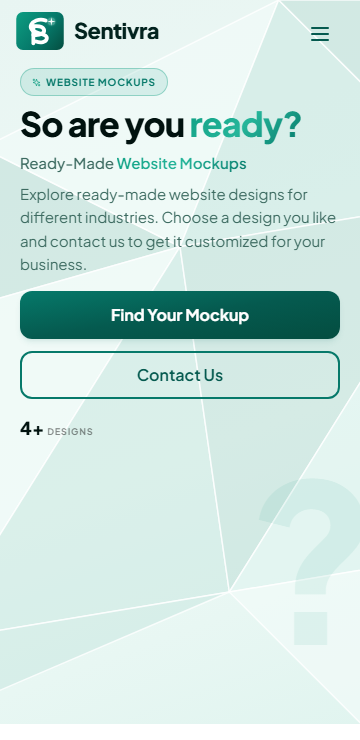 Sentivra
WEBSITE MOCKUPS
So are you ready?
Ready-Made Website Mockups
Explore ready-made website designs for
different industries. Choose a design you like
and contact us to get it customized for your
business.
Find Your Mockup
Contact Us
4+ DESIGNS
?